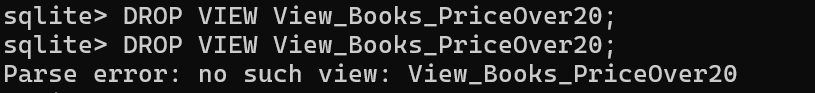 sqlite> DROP VIEW View_Books_PriceOver20;
sqlite> DROP VIEW View_Books_PriceOver20;
Parse error: no such view: View_Books_PriceOver20